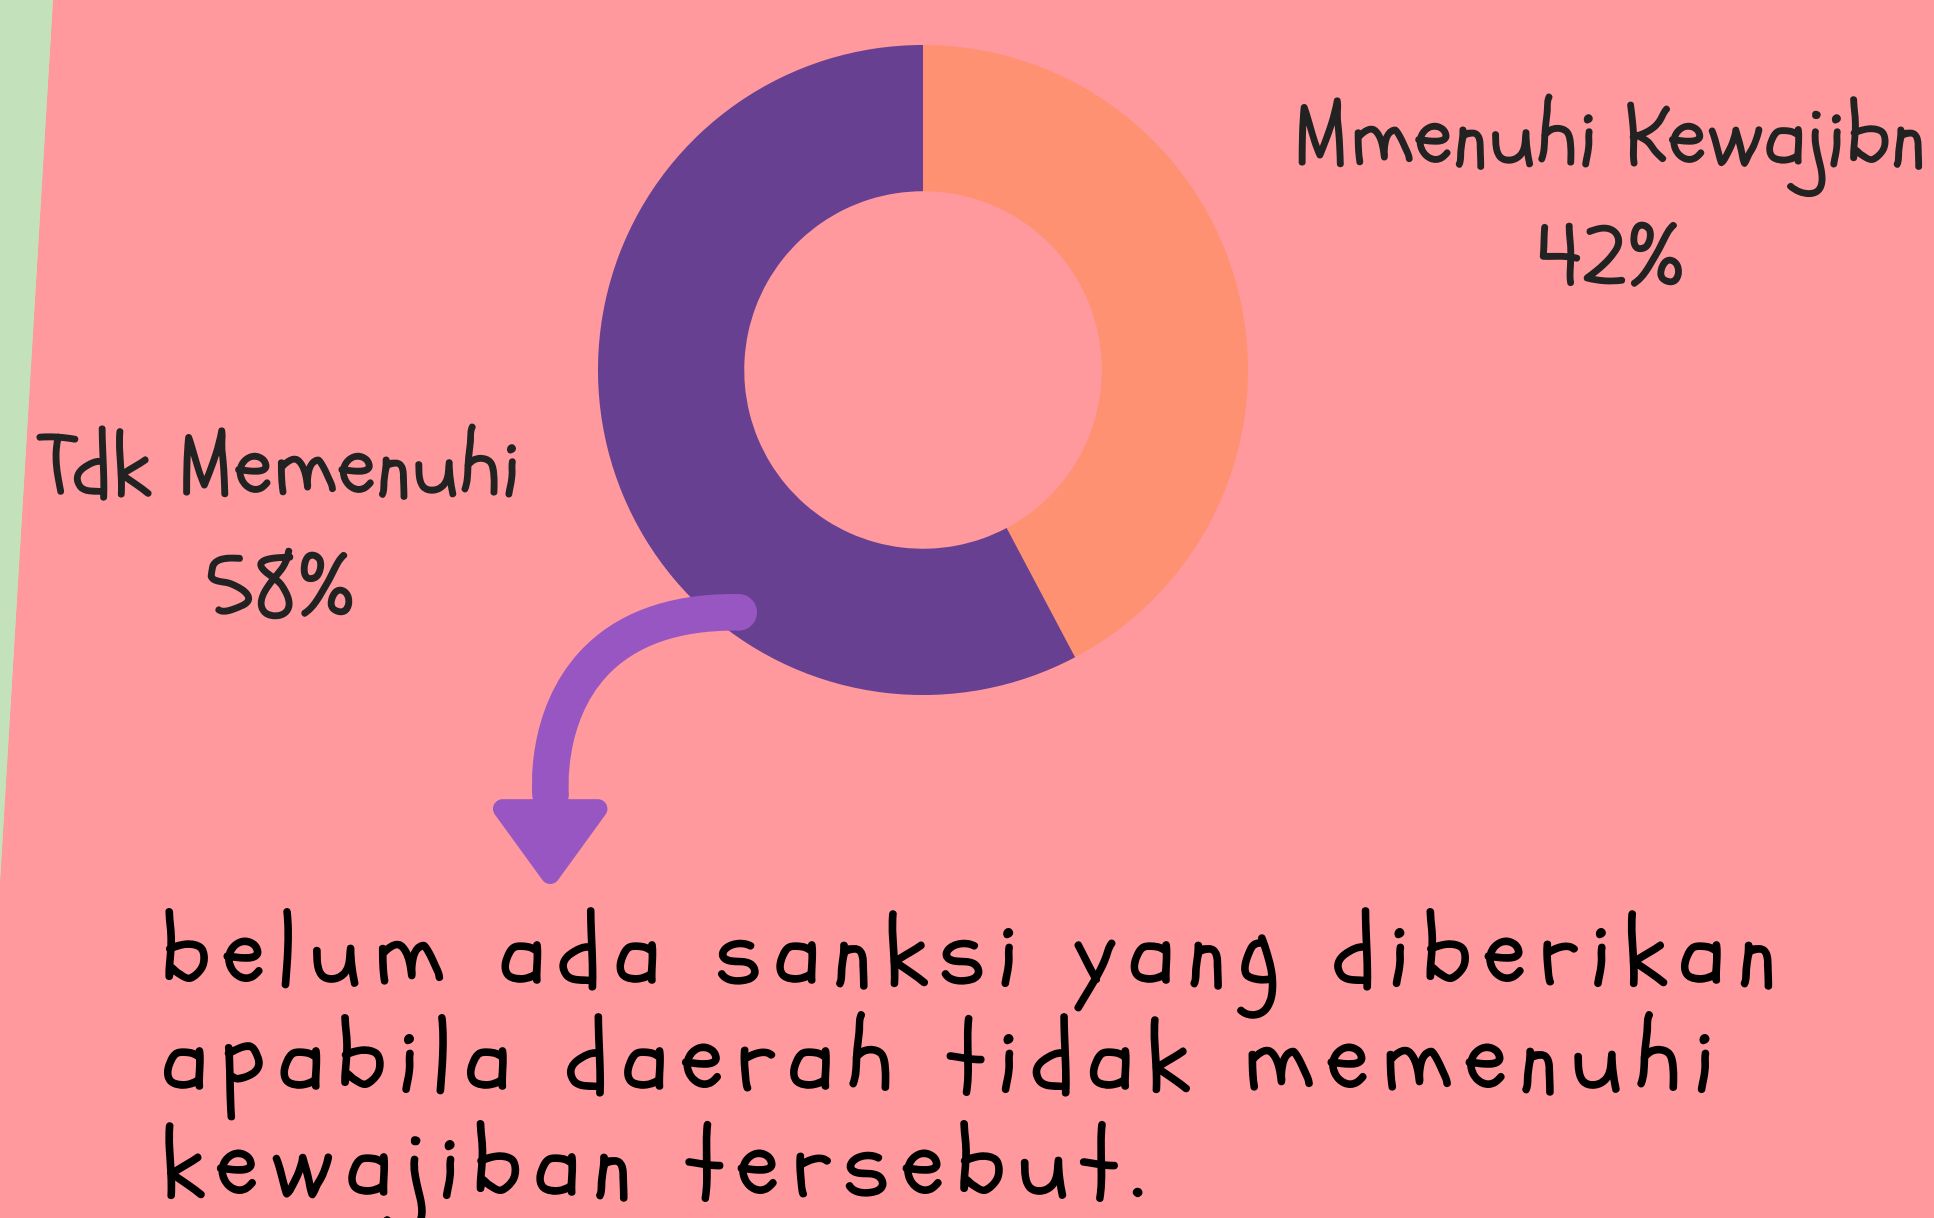 Mmenuhi Kewajibn
42%
Tdk Memenuhi
58%
belum ada sanksi yang diberikan
apabila daerah tidak memenuhi
kewajiban tersebut.